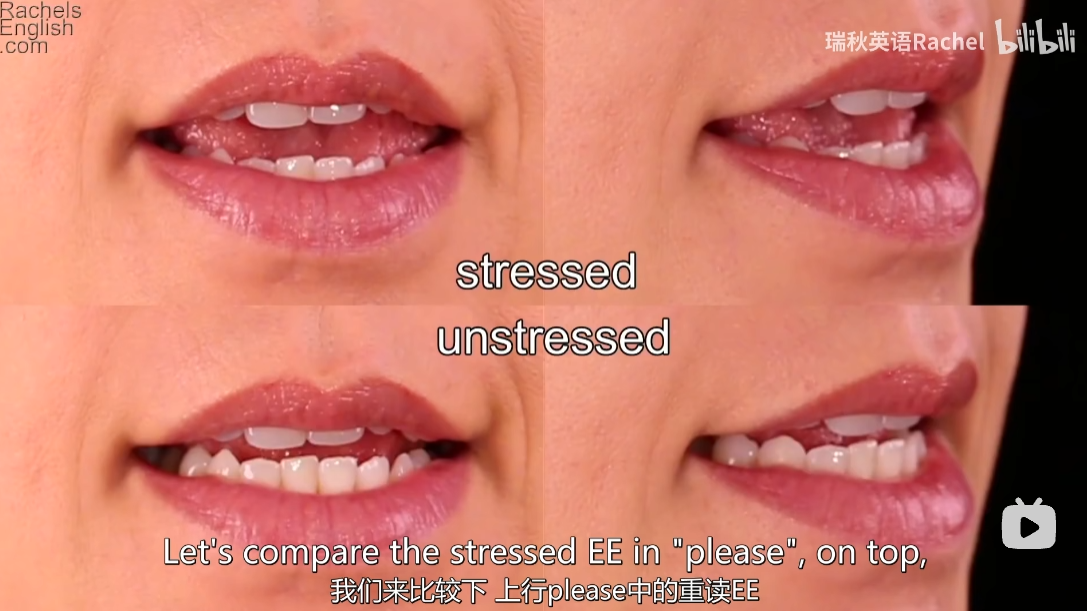 Rachels
English
.com
瑞秋英语Rachel bilibili
stressed
unstressed
Let's compare the stressed EE in "please", on top,
我们来比较下 上行please中的重读EE